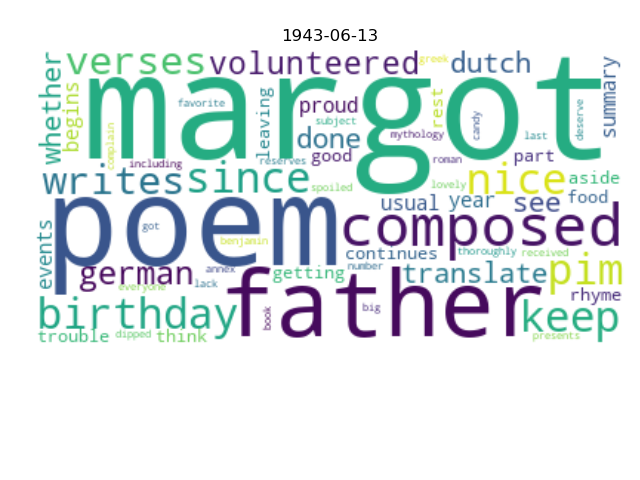 1943-06-13
whether verses volunteered greek dutch summary
begins margot favorite leaving proud rest candy deserve
complain subject done mythology last
including good roman part
writes since reserves spoiled lovely nice aside
poem got benjamin usual year see food
composed
events german annex getting continues thoroughly received
everyone lack number translate pim
birthday father book big rhyme
keep
trouble dipped think presents